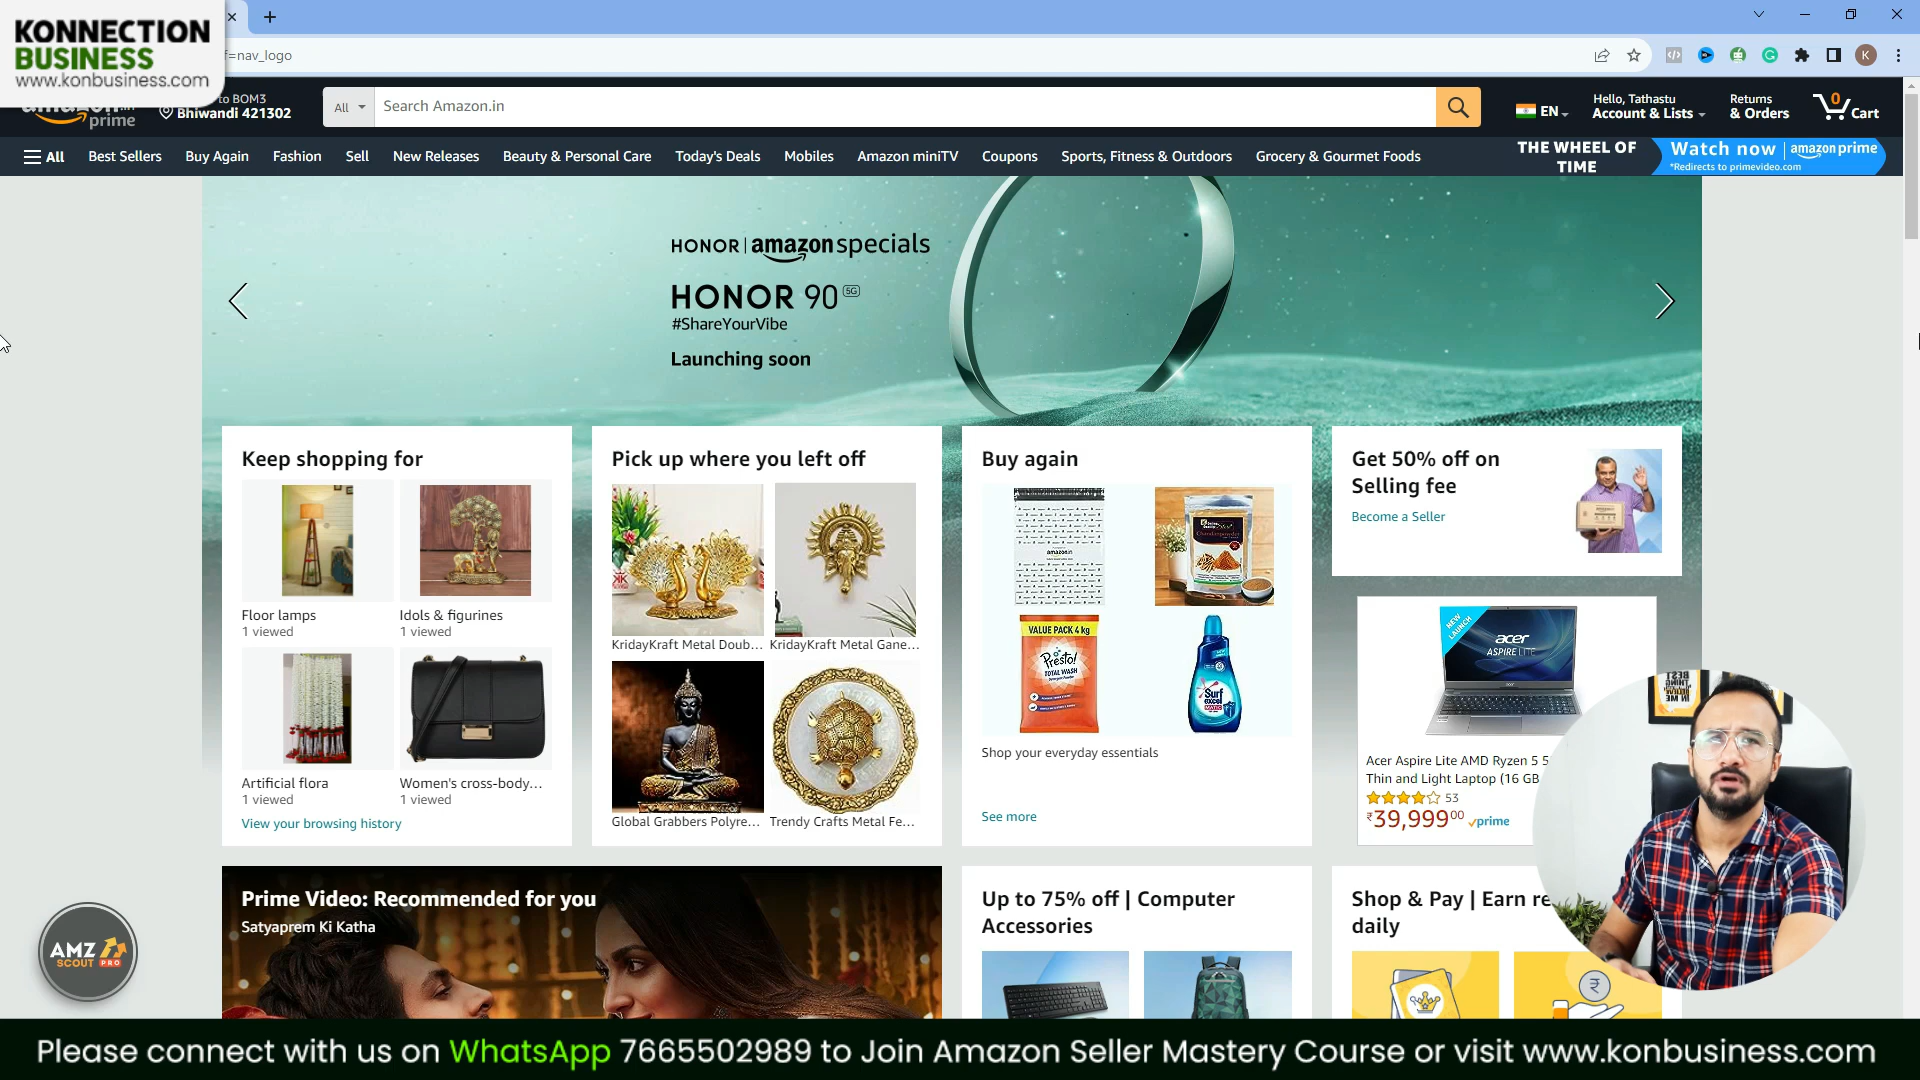 KONNECTION
BUSINESS
www.konbusiness.com
f=nav_logo
K
prime
to BOM3
Bhiwandi 421302
All
Search Amazon.in
EN
Hello, Tathastu
Account & Lists
Returns
& Orders
0
Cart
All
Best Sellers
Buy Again
Fashion
Sell
New Releases
Beauty & Personal Care
Today's Deals
Mobiles
Amazon miniTV
Coupons
Sports, Fitness & Outdoors
Grocery & Gourmet Foods
THE WHEEL OF
TIME
Watch now | amazon prime
*Redirects to primevideo.com
HONOR | amazonspecials
HONOR 90 5G
#ShareYourVibe
Launching soon
Keep shopping for
Floor lamps
1 viewed
Idols & figurines
1 viewed
Artificial flora
1 viewed
Women's cross-body...
1 viewed
View your browsing history
Pick up where you left off
KridayKraft Metal Doub...
KridayKraft Metal Gane...
Global Grabbers Polyre...
Trendy Crafts Metal Fe...
Buy again
amazon.in
VALUE PACK 4 kg
Presto!
TOTAL WASH
Surf
excel
MATIC
Shop your everyday essentials
See more
Get 50% off on
Selling fee
Become a Seller
NEW
LAUNCH
acer
ASPIRE LITE
Acer Aspire Lite AMD Ryzen 5 5
Thin and Light Laptop (16 GB
53
₹39,99900 prime
Prime Video: Recommended for you
Satyaprem Ki Katha
Up to 75% off | Computer
Accessories
Shop & Pay | Earn re
daily
₹
AMZ
SCOUT PRO
Please connect with us on WhatsApp 7665502989 to Join Amazon Seller Mastery Course or visit www.konbusiness.com